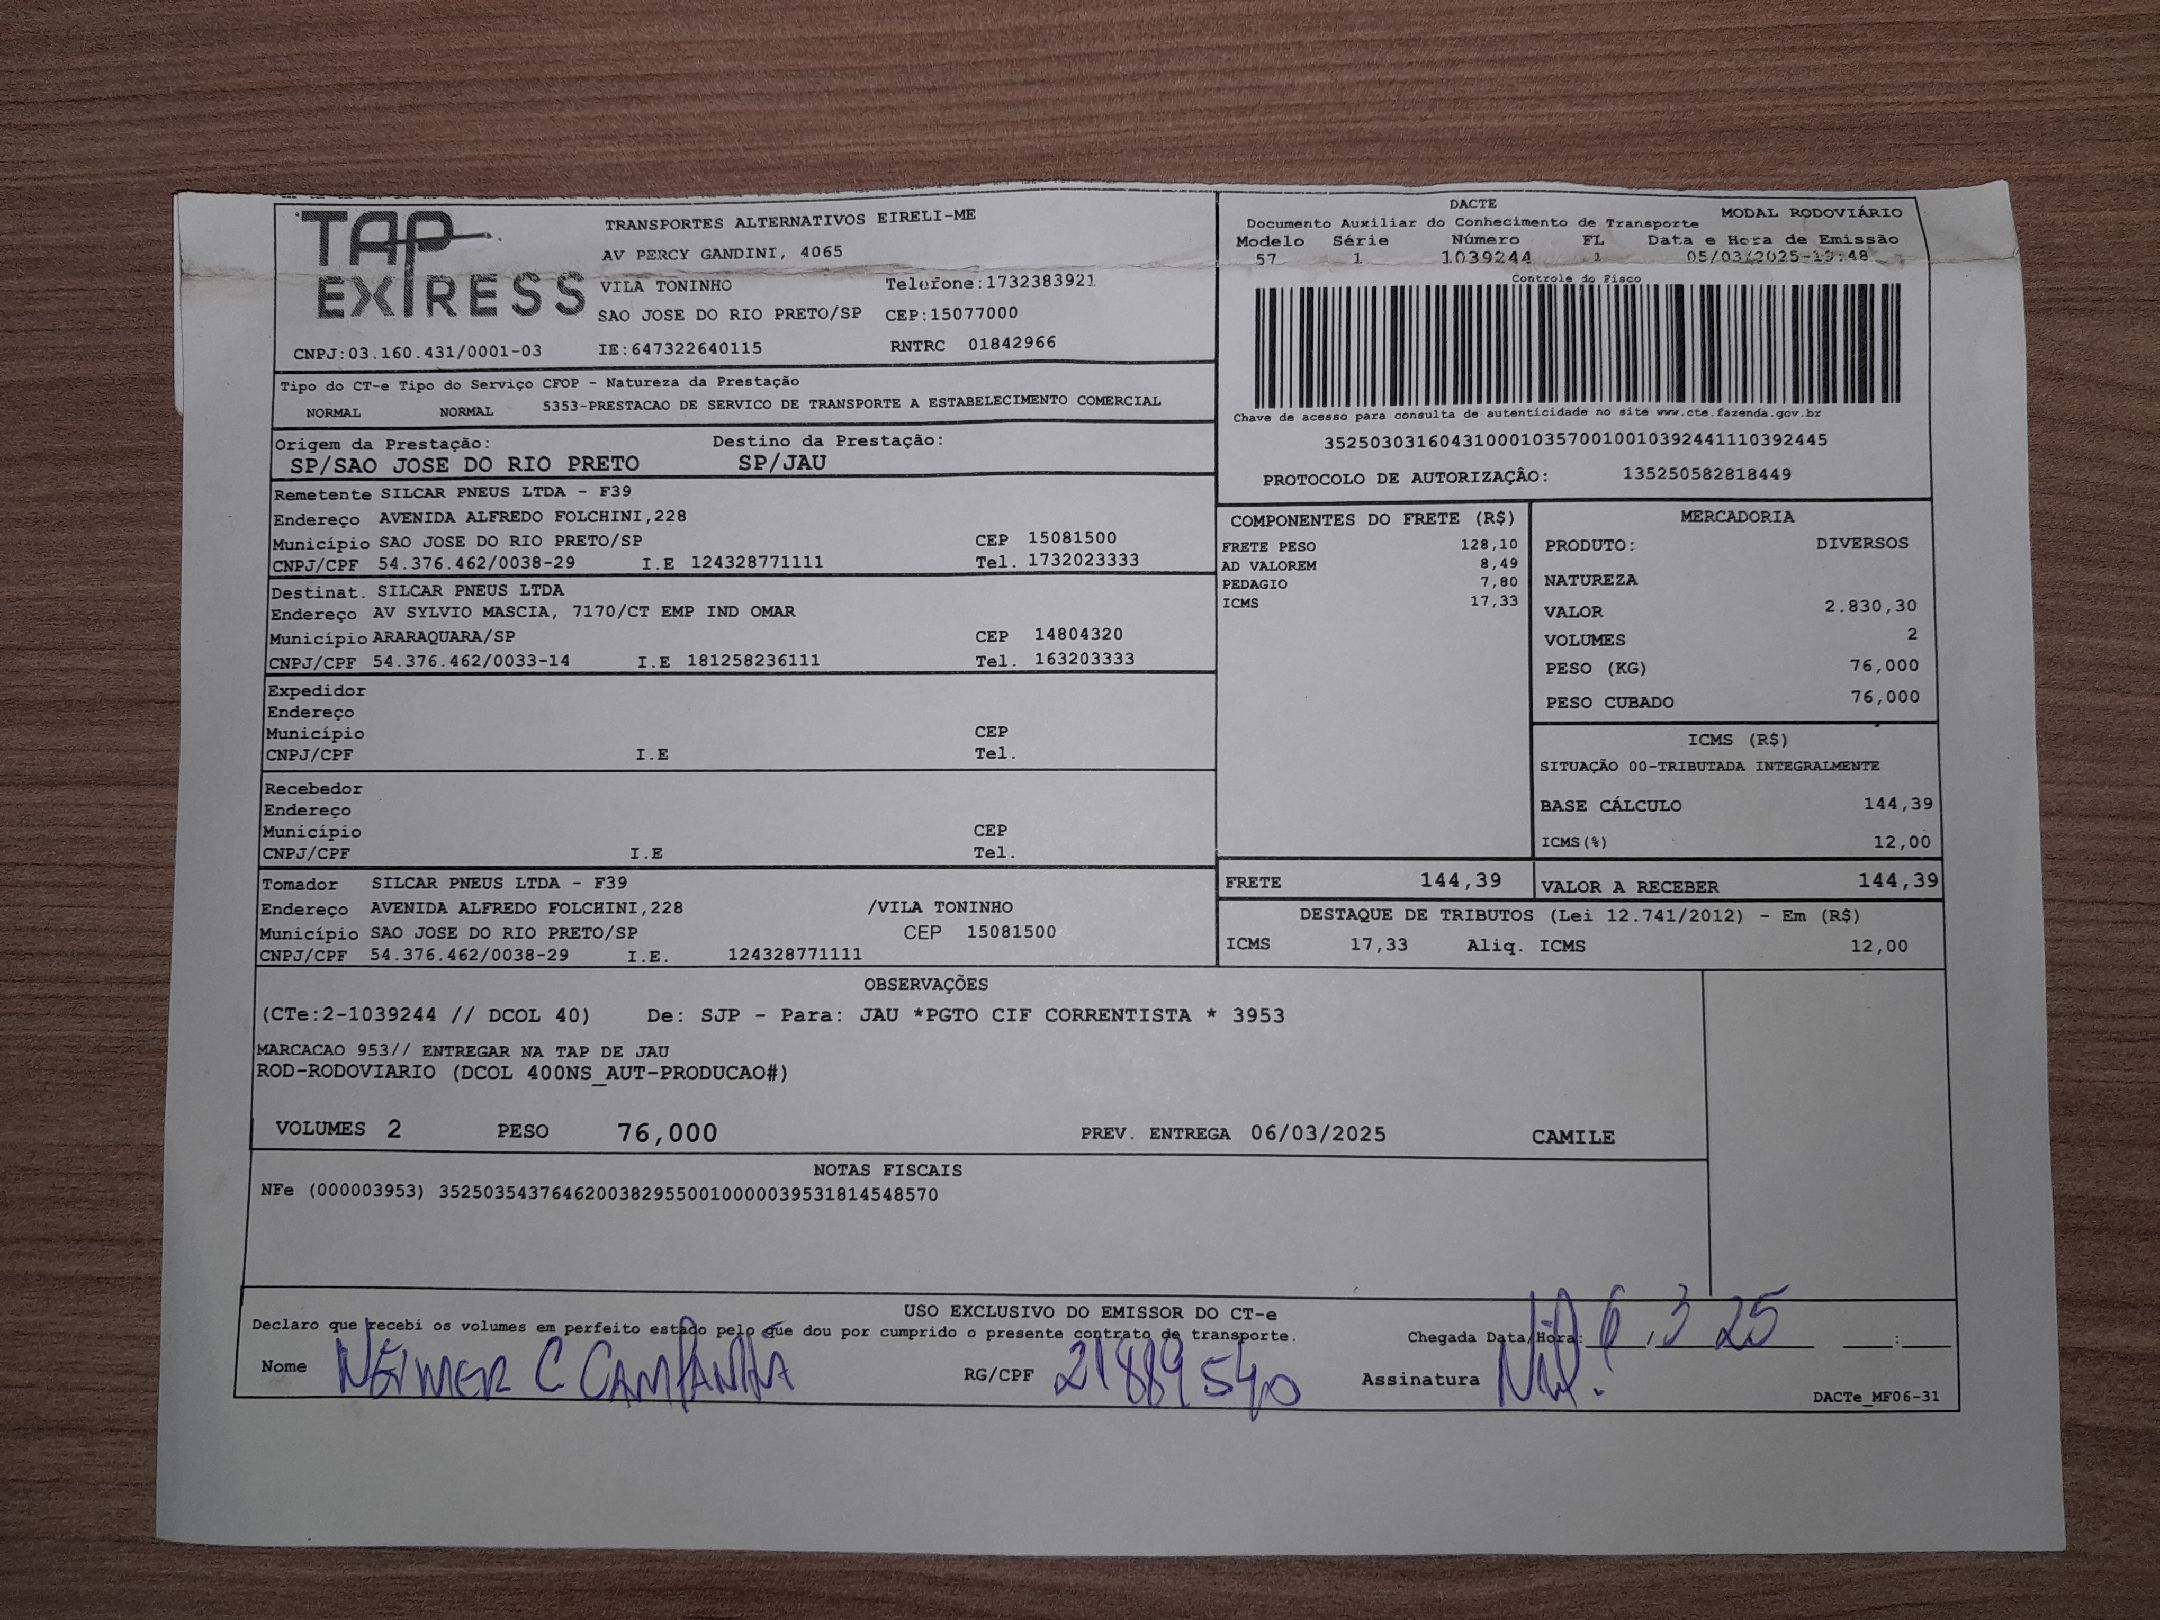 TAP EXPRESS
TRANSPORTES ALTERNATIVOS EIRELI-ME
AV PERCY GANDINI, 4065
VILA TONINHO Telefone:1732383921
SAO JOSE DO RIO PRETO/SP CEP:15077000
CNPJ:03.160.431/0001-03 IE:647322640115 RNTRC 01842966
DACTE
Documento Auxiliar do Conhecimento de Transporte MODAL RODOVIÁRIO
Modelo Série Número FL Data e Hora de Emissão
57 1 1039244 1 05/03/2025
Controle do Fisco
Chave de acesso para consulta de autenticidade no site www.cte.fazenda.gov.br
35250303160431000103570010010392441110392445
PROTOCOLO DE AUTORIZAÇÃO: 135250582818449
Tipo do CT-e Tipo do Serviço CFOP - Natureza da Prestação
NORMAL NORMAL 5353-PRESTACAO DE SERVICO DE TRANSPORTE A ESTABELECIMENTO COMERCIAL
Origem da Prestação: Destino da Prestação:
SP/SAO JOSE DO RIO PRETO SP/JAU
Remetente SILCAR PNEUS LTDA - F39
Endereço AVENIDA ALFREDO FOLCHINI,228
Município SAO JOSE DO RIO PRETO/SP CEP 15081500
CNPJ/CPF 54.376.462/0038-29 I.E 124328771111 Tel. 1732023333
Destinat. SILCAR PNEUS LTDA
Endereço AV SYLVIO MASCIA, 7170/CT EMP IND OMAR
Município ARARAQUARA/SP CEP 14804320
CNPJ/CPF 54.376.462/0033-14 I.E 181258236111 Tel. 163203333
Expedidor
Endereço
Município CEP
CNPJ/CPF I.E Tel.
Recebedor
Endereço
Município CEP
CNPJ/CPF I.E Tel.
Tomador SILCAR PNEUS LTDA - F39
Endereço AVENIDA ALFREDO FOLCHINI,228 /VILA TONINHO
Município SAO JOSE DO RIO PRETO/SP CEP 15081500
CNPJ/CPF 54.376.462/0038-29 I.E. 124328771111
COMPONENTES DO FRETE (R$)
FRETE PESO 128,10
AD VALOREM 8,49
PEDAGIO 7,80
ICMS 17,33
MERCADORIA
PRODUTO: DIVERSOS
NATUREZA
VALOR 2.830,30
VOLUMES 2
PESO (KG) 76,000
PESO CUBADO 76,000
ICMS (R$)
SITUAÇÃO 00-TRIBUTADA INTEGRALMENTE
BASE CÁLCULO 144,39
ICMS(%) 12,00
FRETE 144,39 VALOR A RECEBER 144,39
DESTAQUE DE TRIBUTOS (Lei 12.741/2012) - Em (R$)
ICMS 17,33 Aliq. ICMS 12,00
OBSERVAÇÕES
(CTe:2-1039244 // DCOL 40) De: SJP - Para: JAU *PGTO CIF CORRENTISTA * 3953
MARCACAO 953// ENTREGAR NA TAP DE JAU
ROD-RODOVIARIO (DCOL 400NS_AUT-PRODUCAO#)
VOLUMES 2 PESO 76,000 PREV. ENTREGA 06/03/2025 CAMILE
NOTAS FISCAIS
NFe (000003953) 35250354376462003829550010000039531814548570
USO EXCLUSIVO DO EMISSOR DO CT-e
Declaro que recebi os volumes em perfeito estado pelo que dou por cumprido o presente contrato de transporte. Chegada Data/Hora: 6 / 3 25 :
Nome NEIMER C CAMPANHA RG/CPF 21889540 Assinatura
DACTe_MF06-31